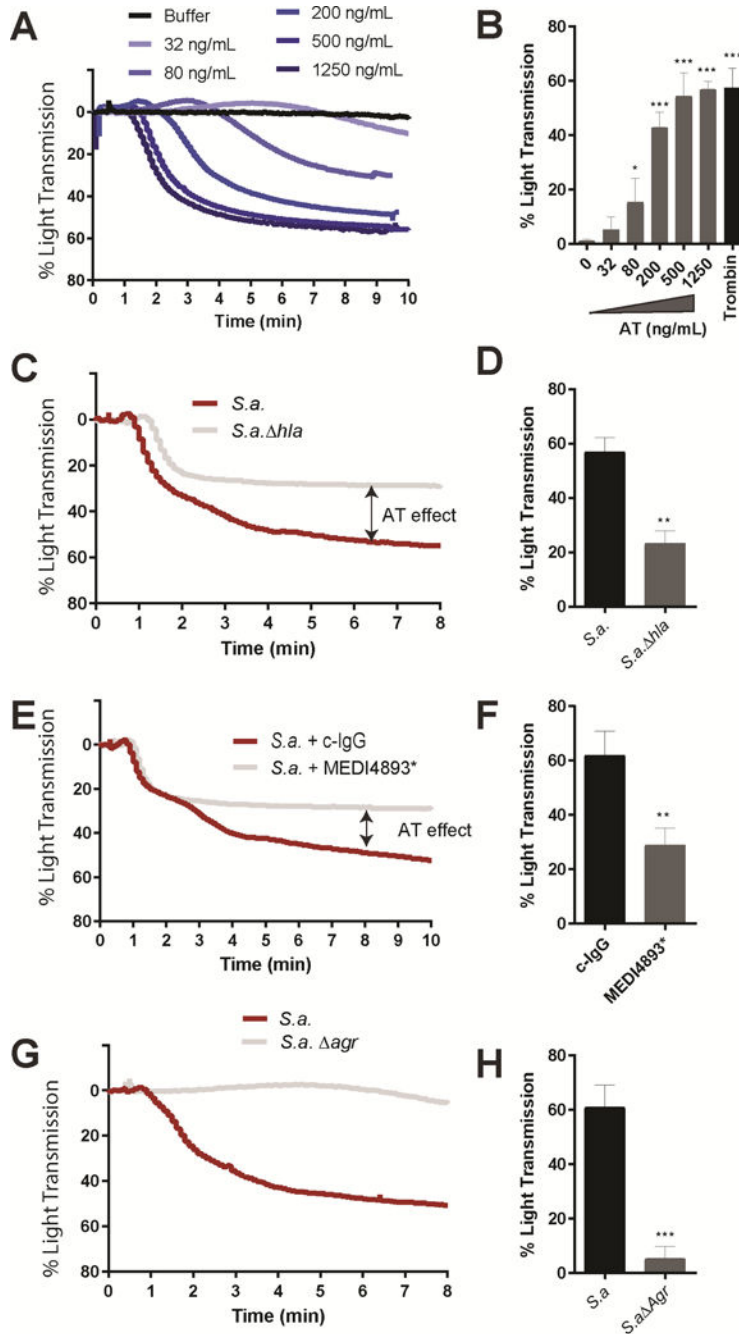 A
Buffer
32 ng/mL
80 ng/mL
200 ng/mL
500 ng/mL
1250 ng/mL
% Light Transmission
0
20
40
60
80
0 1 2 3 4 5 6 7 8 9 10
Time (min)
B
% Light Transmission
80
60
40
20
0
* *** *** *** ***
0 32 80 200 500 1250 Trombin
AT (ng/mL)
C
S.a.
S.a.Δhla
% Light Transmission
0
20
40
60
80
AT effect
0 1 2 3 4 5 6 7 8
Time (min)
D
% Light Transmission
80
60
40
20
0
**
S.a. S.a.Δhla
E
S.a. + c-IgG
S.a. + MEDI4893*
% Light Transmission
0
20
40
60
80
AT effect
0 1 2 3 4 5 6 7 8 9 10
Time (min)
F
% Light Transmission
80
60
40
20
0
**
c-IgG MEDI4893*
G
S.a.
S.a. Δagr
% Light Transmission
0
20
40
60
80
0 1 2 3 4 5 6 7 8
Time (min)
H
% Light Transmission
80
60
40
20
0
***
S.a S.aΔAgr